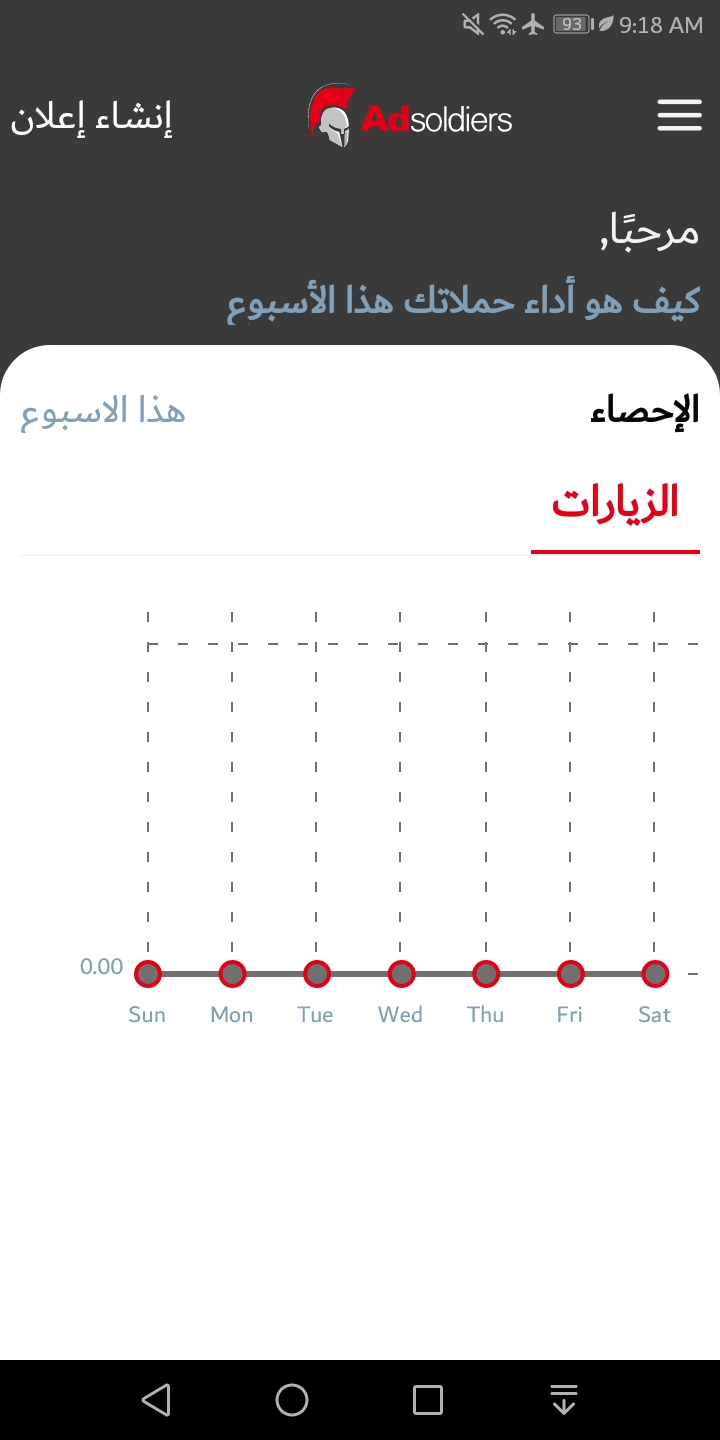 93 9:18 AM
إنشاء إعلان Adsoldiers
مرحبًا,
كيف هو أداء حملاتك هذا الأسبوع
الإحصاء هذا الاسبوع
الزيارات
0.00
Sun Mon Tue Wed Thu Fri Sat